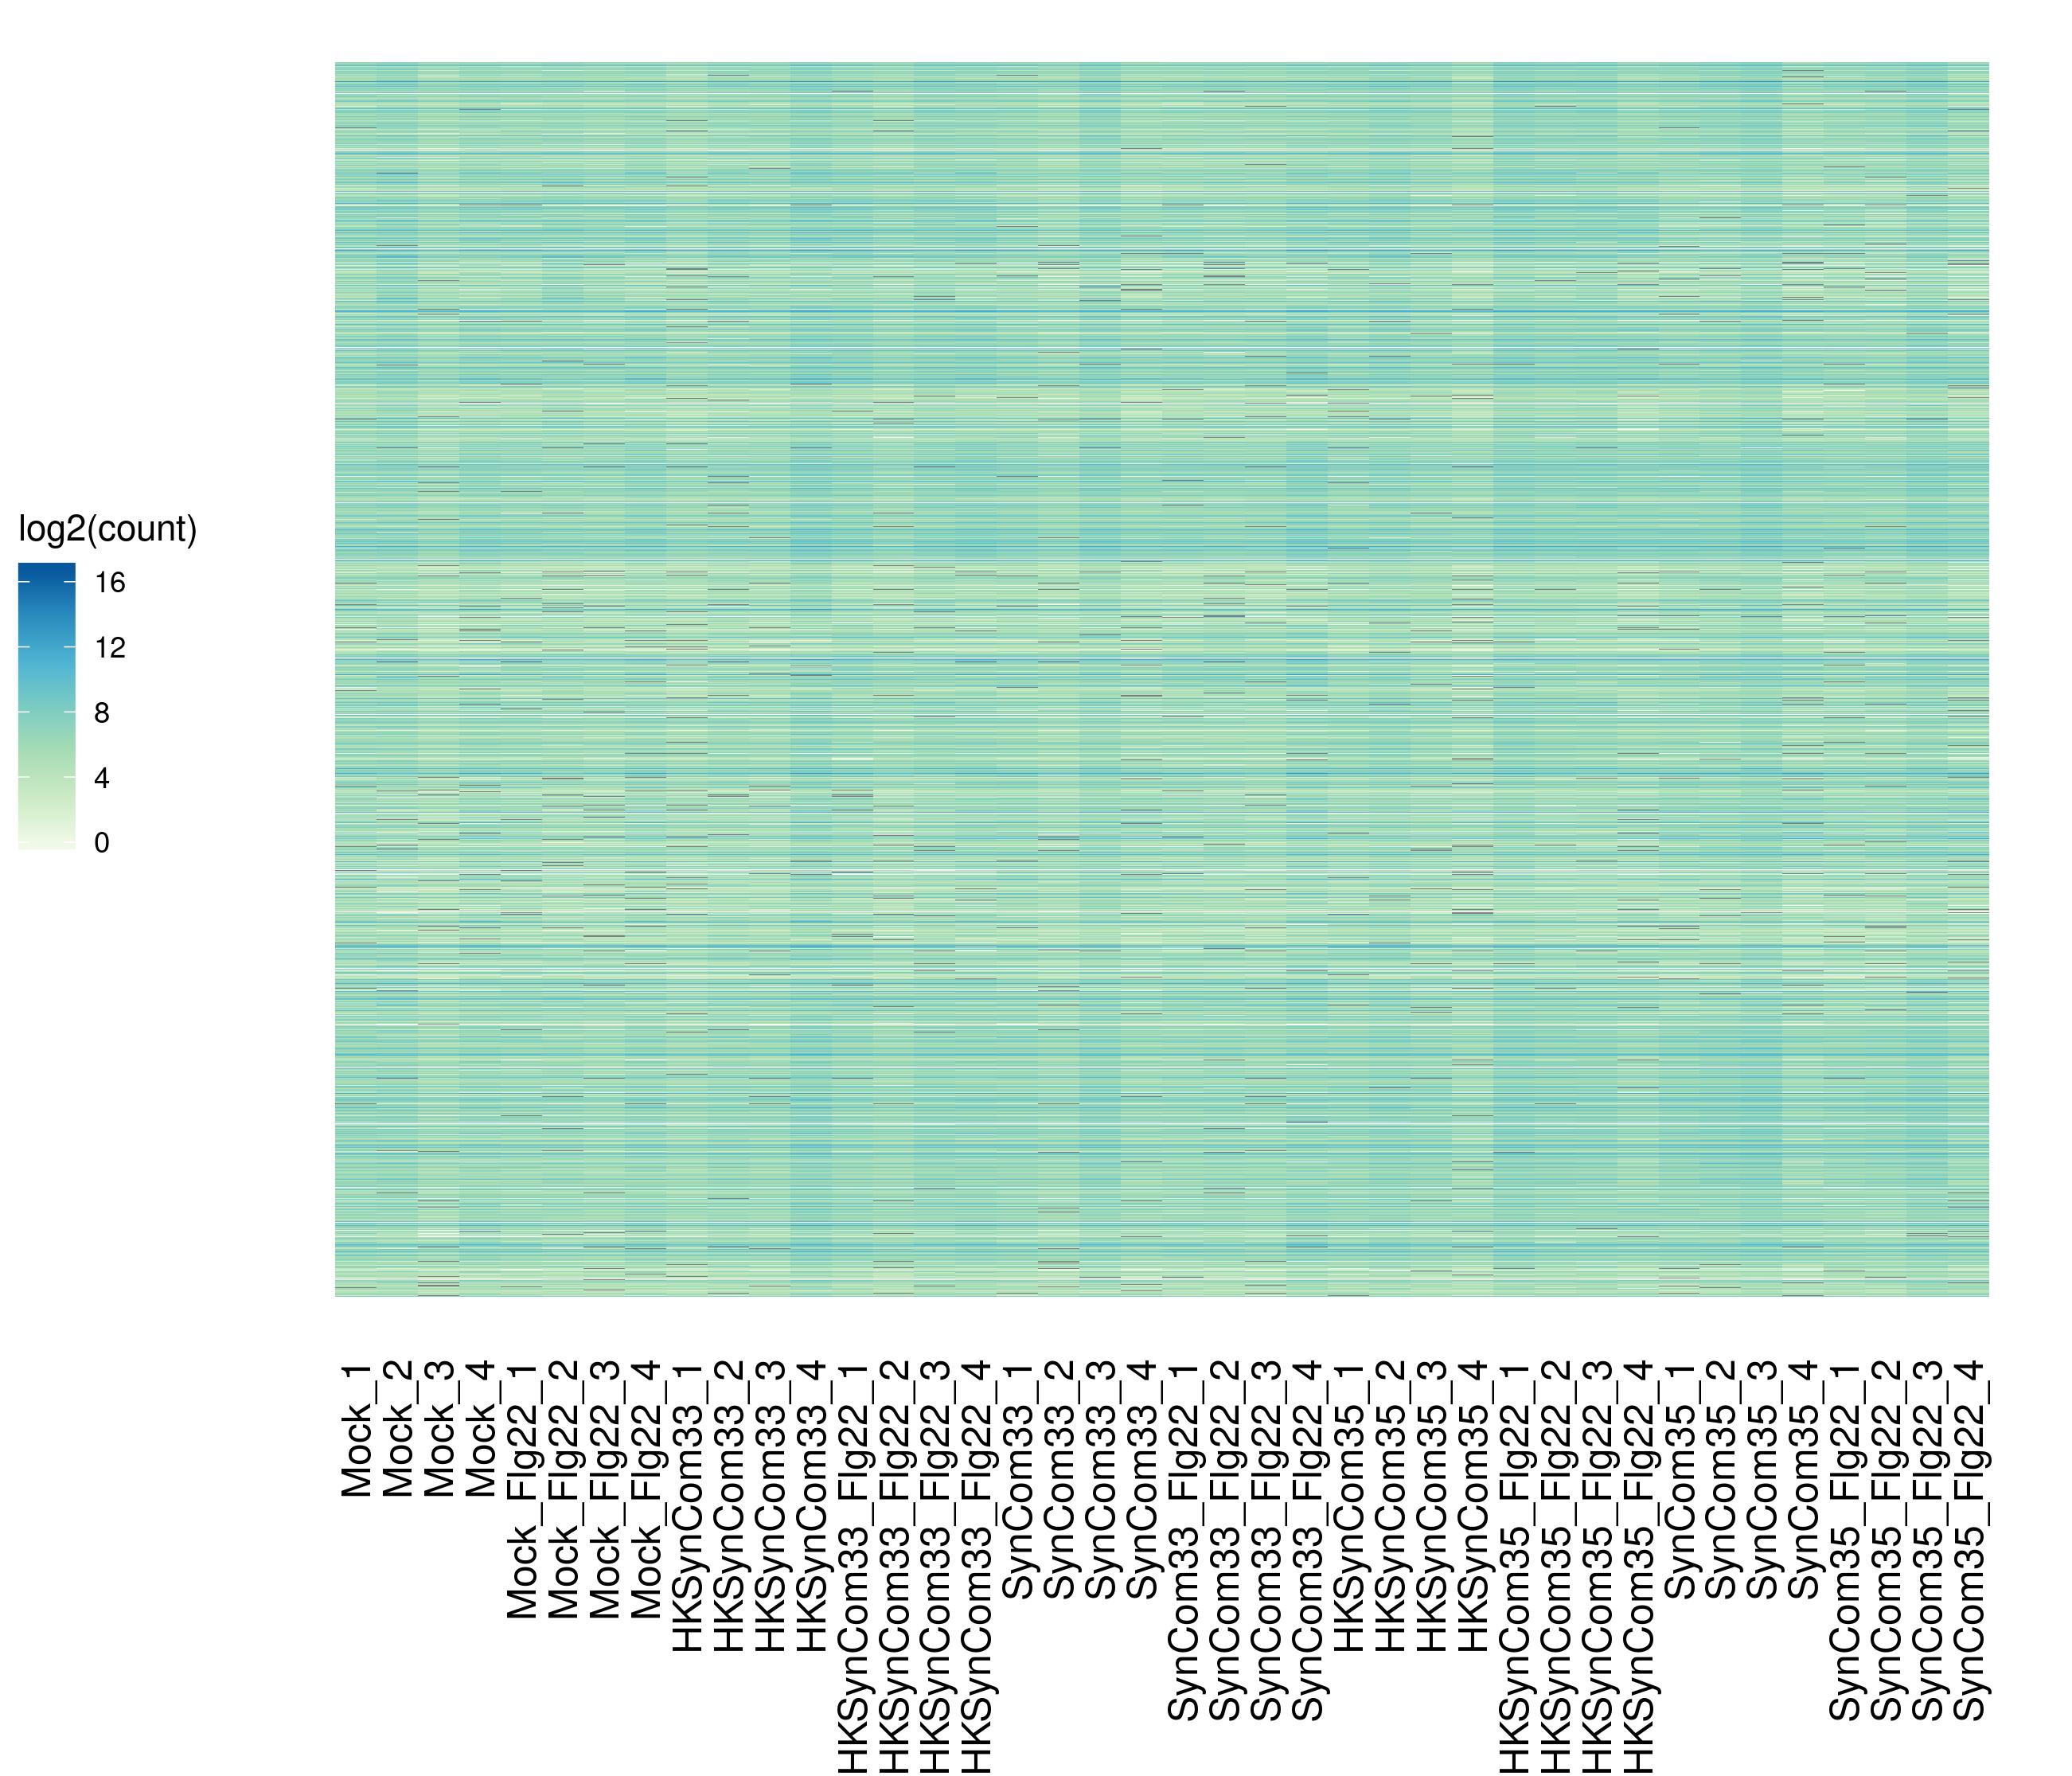 log2(count)
16
12
8
4
0
Mock_1
Mock_2
Mock_3
Mock_4
Mock_Flg22_1
Mock_Flg22_2
Mock_Flg22_3
Mock_Flg22_4
HKSynCom33_1
HKSynCom33_2
HKSynCom33_3
HKSynCom33_4
HKSynCom33_Flg22_1
HKSynCom33_Flg22_2
HKSynCom33_Flg22_3
HKSynCom33_Flg22_4
SynCom33_1
SynCom33_2
SynCom33_3
SynCom33_4
SynCom33_Flg22_1
SynCom33_Flg22_2
SynCom33_Flg22_3
SynCom33_Flg22_4
HKSynCom35_1
HKSynCom35_2
HKSynCom35_3
HKSynCom35_4
HKSynCom35_Flg22_1
HKSynCom35_Flg22_2
HKSynCom35_Flg22_3
HKSynCom35_Flg22_4
SynCom35_1
SynCom35_2
SynCom35_3
SynCom35_4
SynCom35_Flg22_1
SynCom35_Flg22_2
SynCom35_Flg22_3
SynCom35_Flg22_4